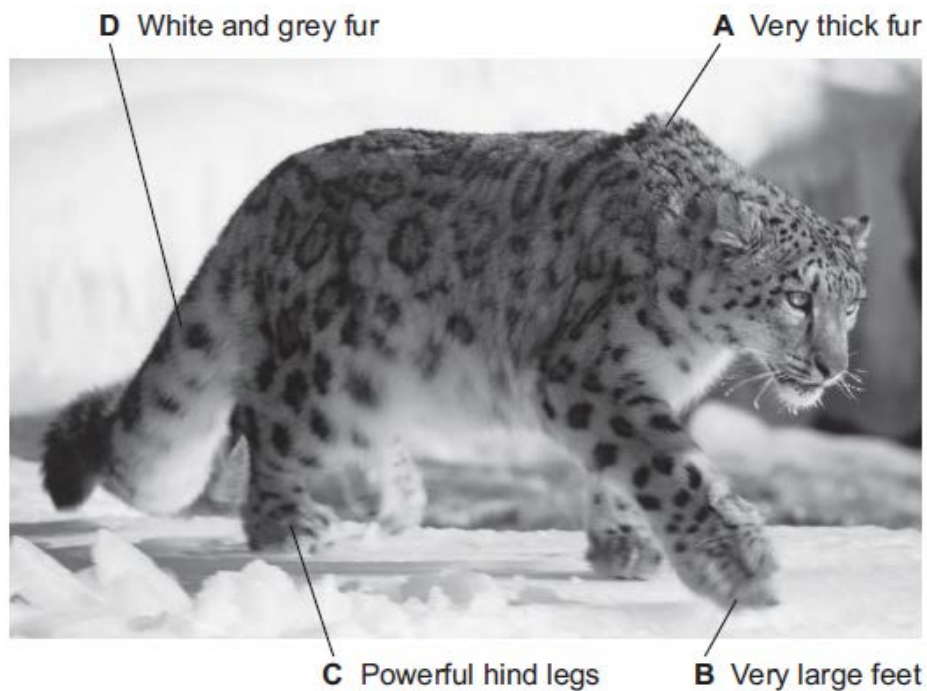 D White and grey fur
A Very thick fur
C Powerful hind legs
B Very large feet